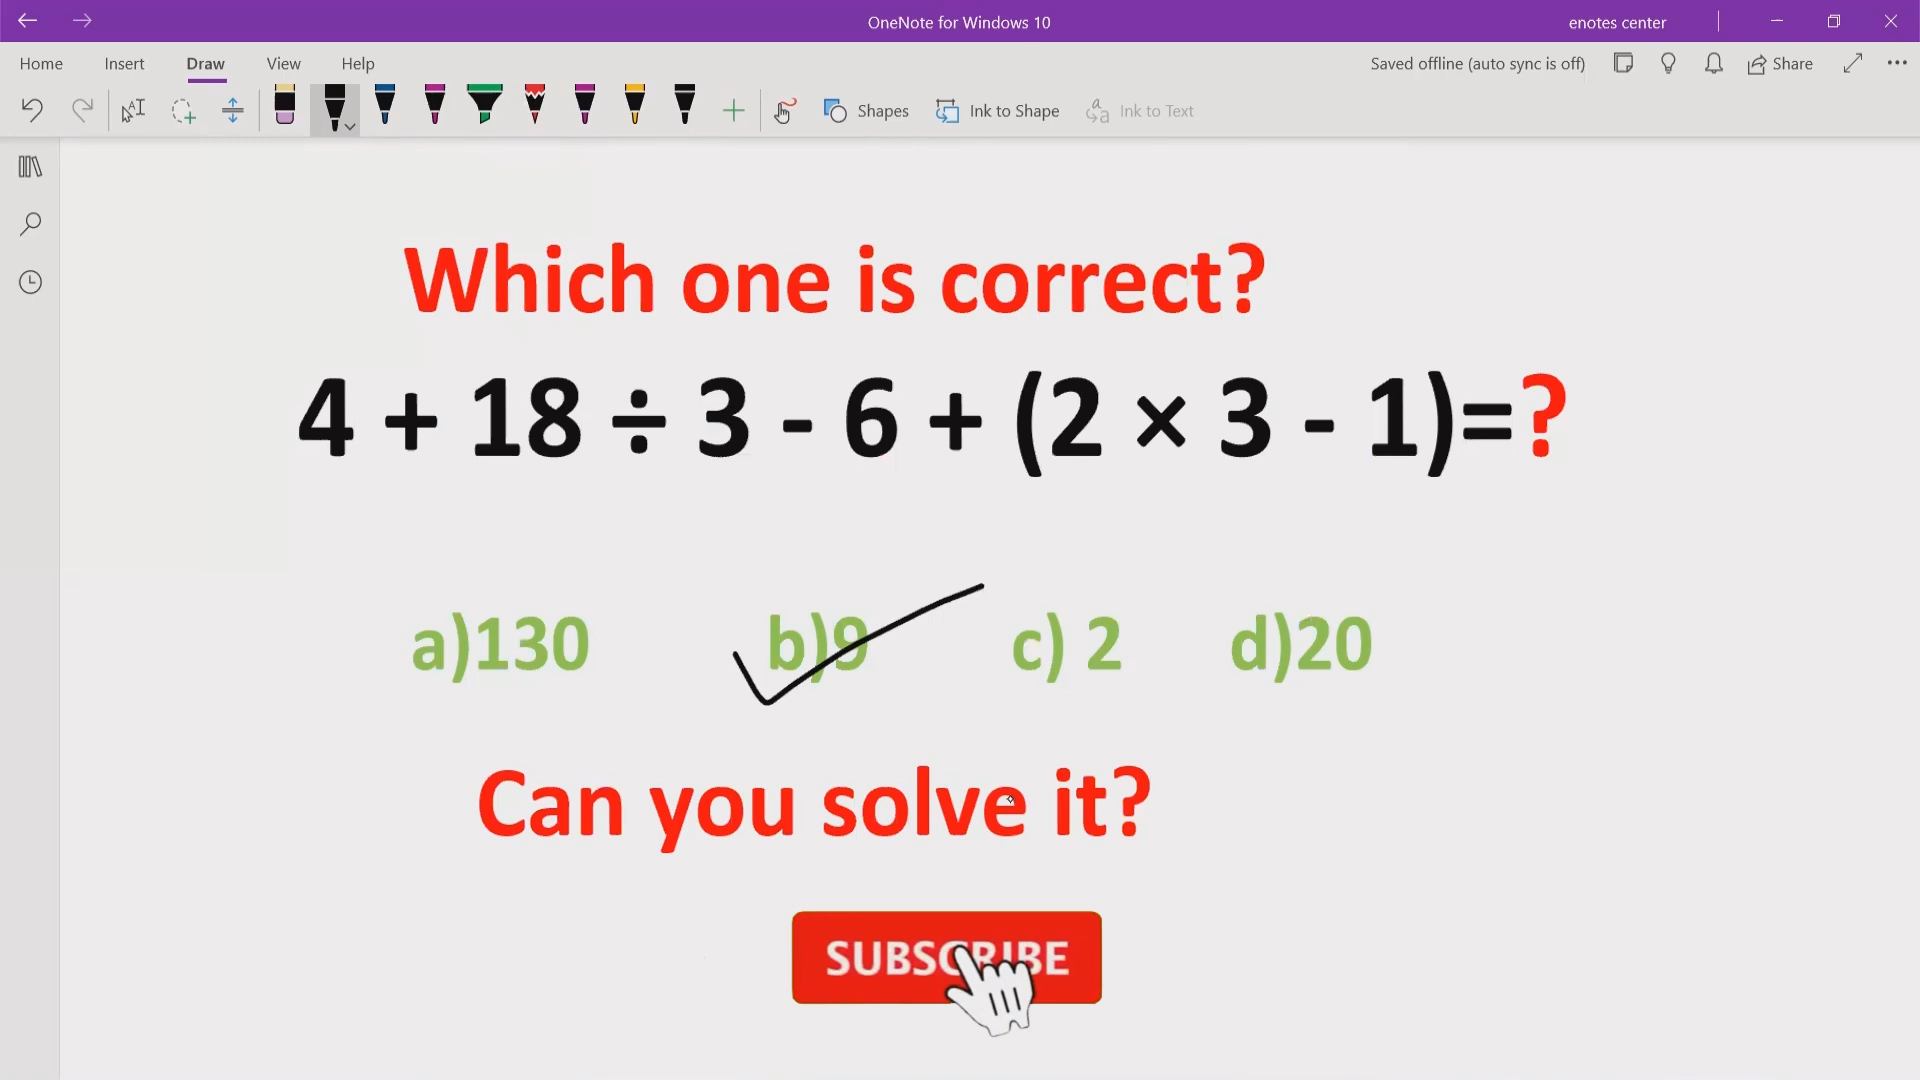 OneNote for Windows 10
enotes center
Home Insert Draw View Help
Saved offline (auto sync is off) Share
Shapes Ink to Shape Ink to Text
Which one is correct?
4 + 18 ÷ 3 - 6 + (2 × 3 - 1)=?
a)130 b)9 c) 2 d)20
Can you solve it?
SUBSCRIBE